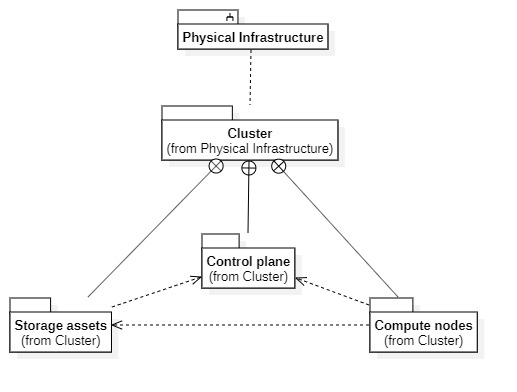 Physical Infrastructure
Cluster
(from Physical Infrastructure)
Control plane
(from Cluster)
Storage assets
(from Cluster)
Compute nodes
(from Cluster)